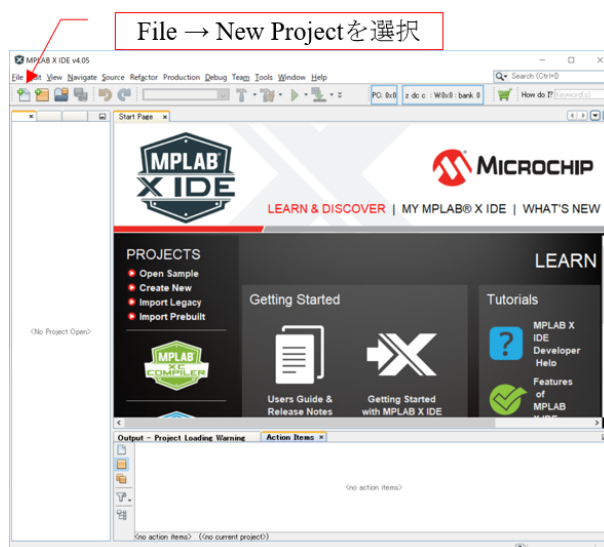 File → New Projectを選択
MPLAB X IDE v4.05
File Edit View Navigate Source Refactor Production Debug Team Tools Window Help
Search (Ctrl+I)
PC: 0x0
z dc c : W:0x0 : bank 0
How do I?
Start Page
MPLAB
X IDE
MICROCHIP
LEARN & DISCOVER | MY MPLAB® X IDE | WHAT'S NEW
PROJECTS
Open Sample
Create New
Import Legacy
Import Prebuilt
LEARN
Getting Started
Tutorials
<No Project Open>
MPLAB
XC
COMPILER
Users Guide &
Release Notes
Getting Started
with MPLAB X IDE
MPLAB X
IDE
Developer
Help
Features
of
MPLAB
X IDE
Output - Project Loading Warning
Action Items
<no action items>
<no action items> (<no current project>)